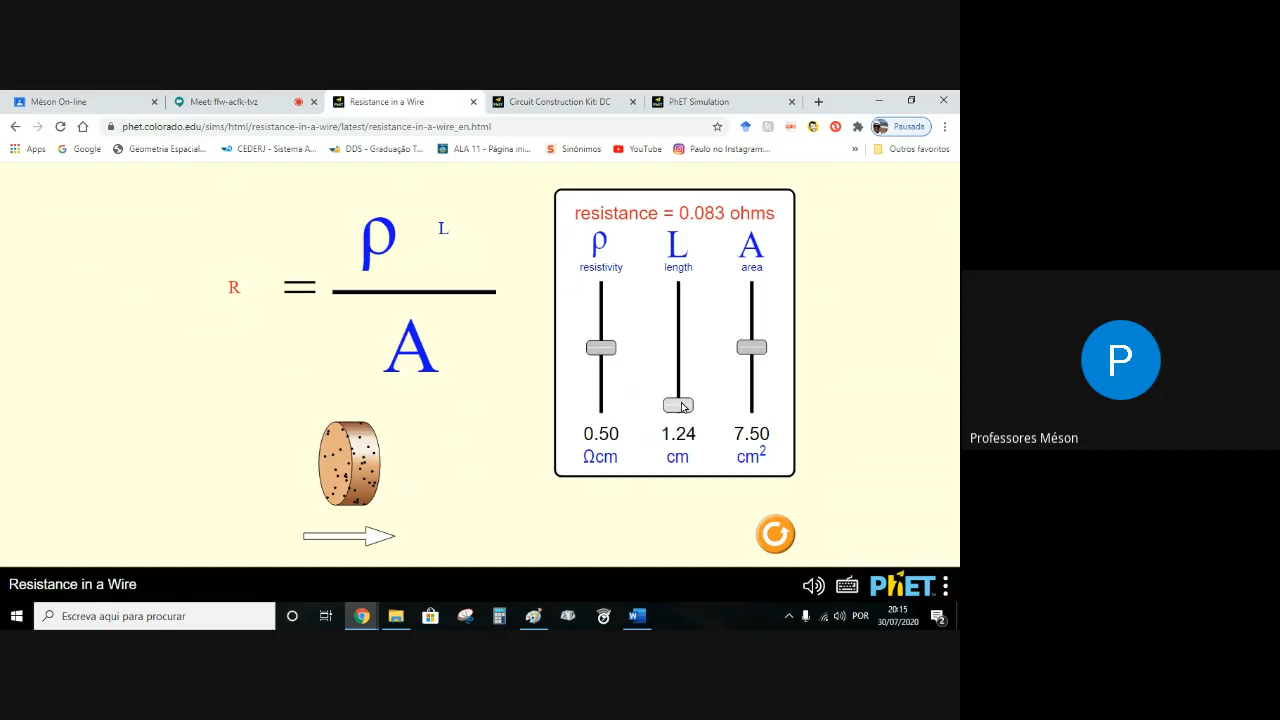 Méson On-line
Meet: ffw-acfk-tvz
Resistance in a Wire
Circuit Construction Kit: DC
PhET Simulation
phet.colorado.edu/sims/html/resistance-in-a-wire/latest/resistance-in-a-wire_en.html
Pausada
Apps
Google
Geometria Espacial...
CEDERJ - Sistema A...
DDS - Graduação T...
ALA 11 - Página ini...
Sinônimos
YouTube
Paulo no Instagram:...
»
Outros favoritos
R = ρ L
A
resistance = 0.083 ohms
ρ L A
resistivity length area
0.50 1.24 7.50
Ωcm cm cm²
P
Professores Méson
Resistance in a Wire
PhET
Escreva aqui para procurar
POR
20:15
30/07/2020
2